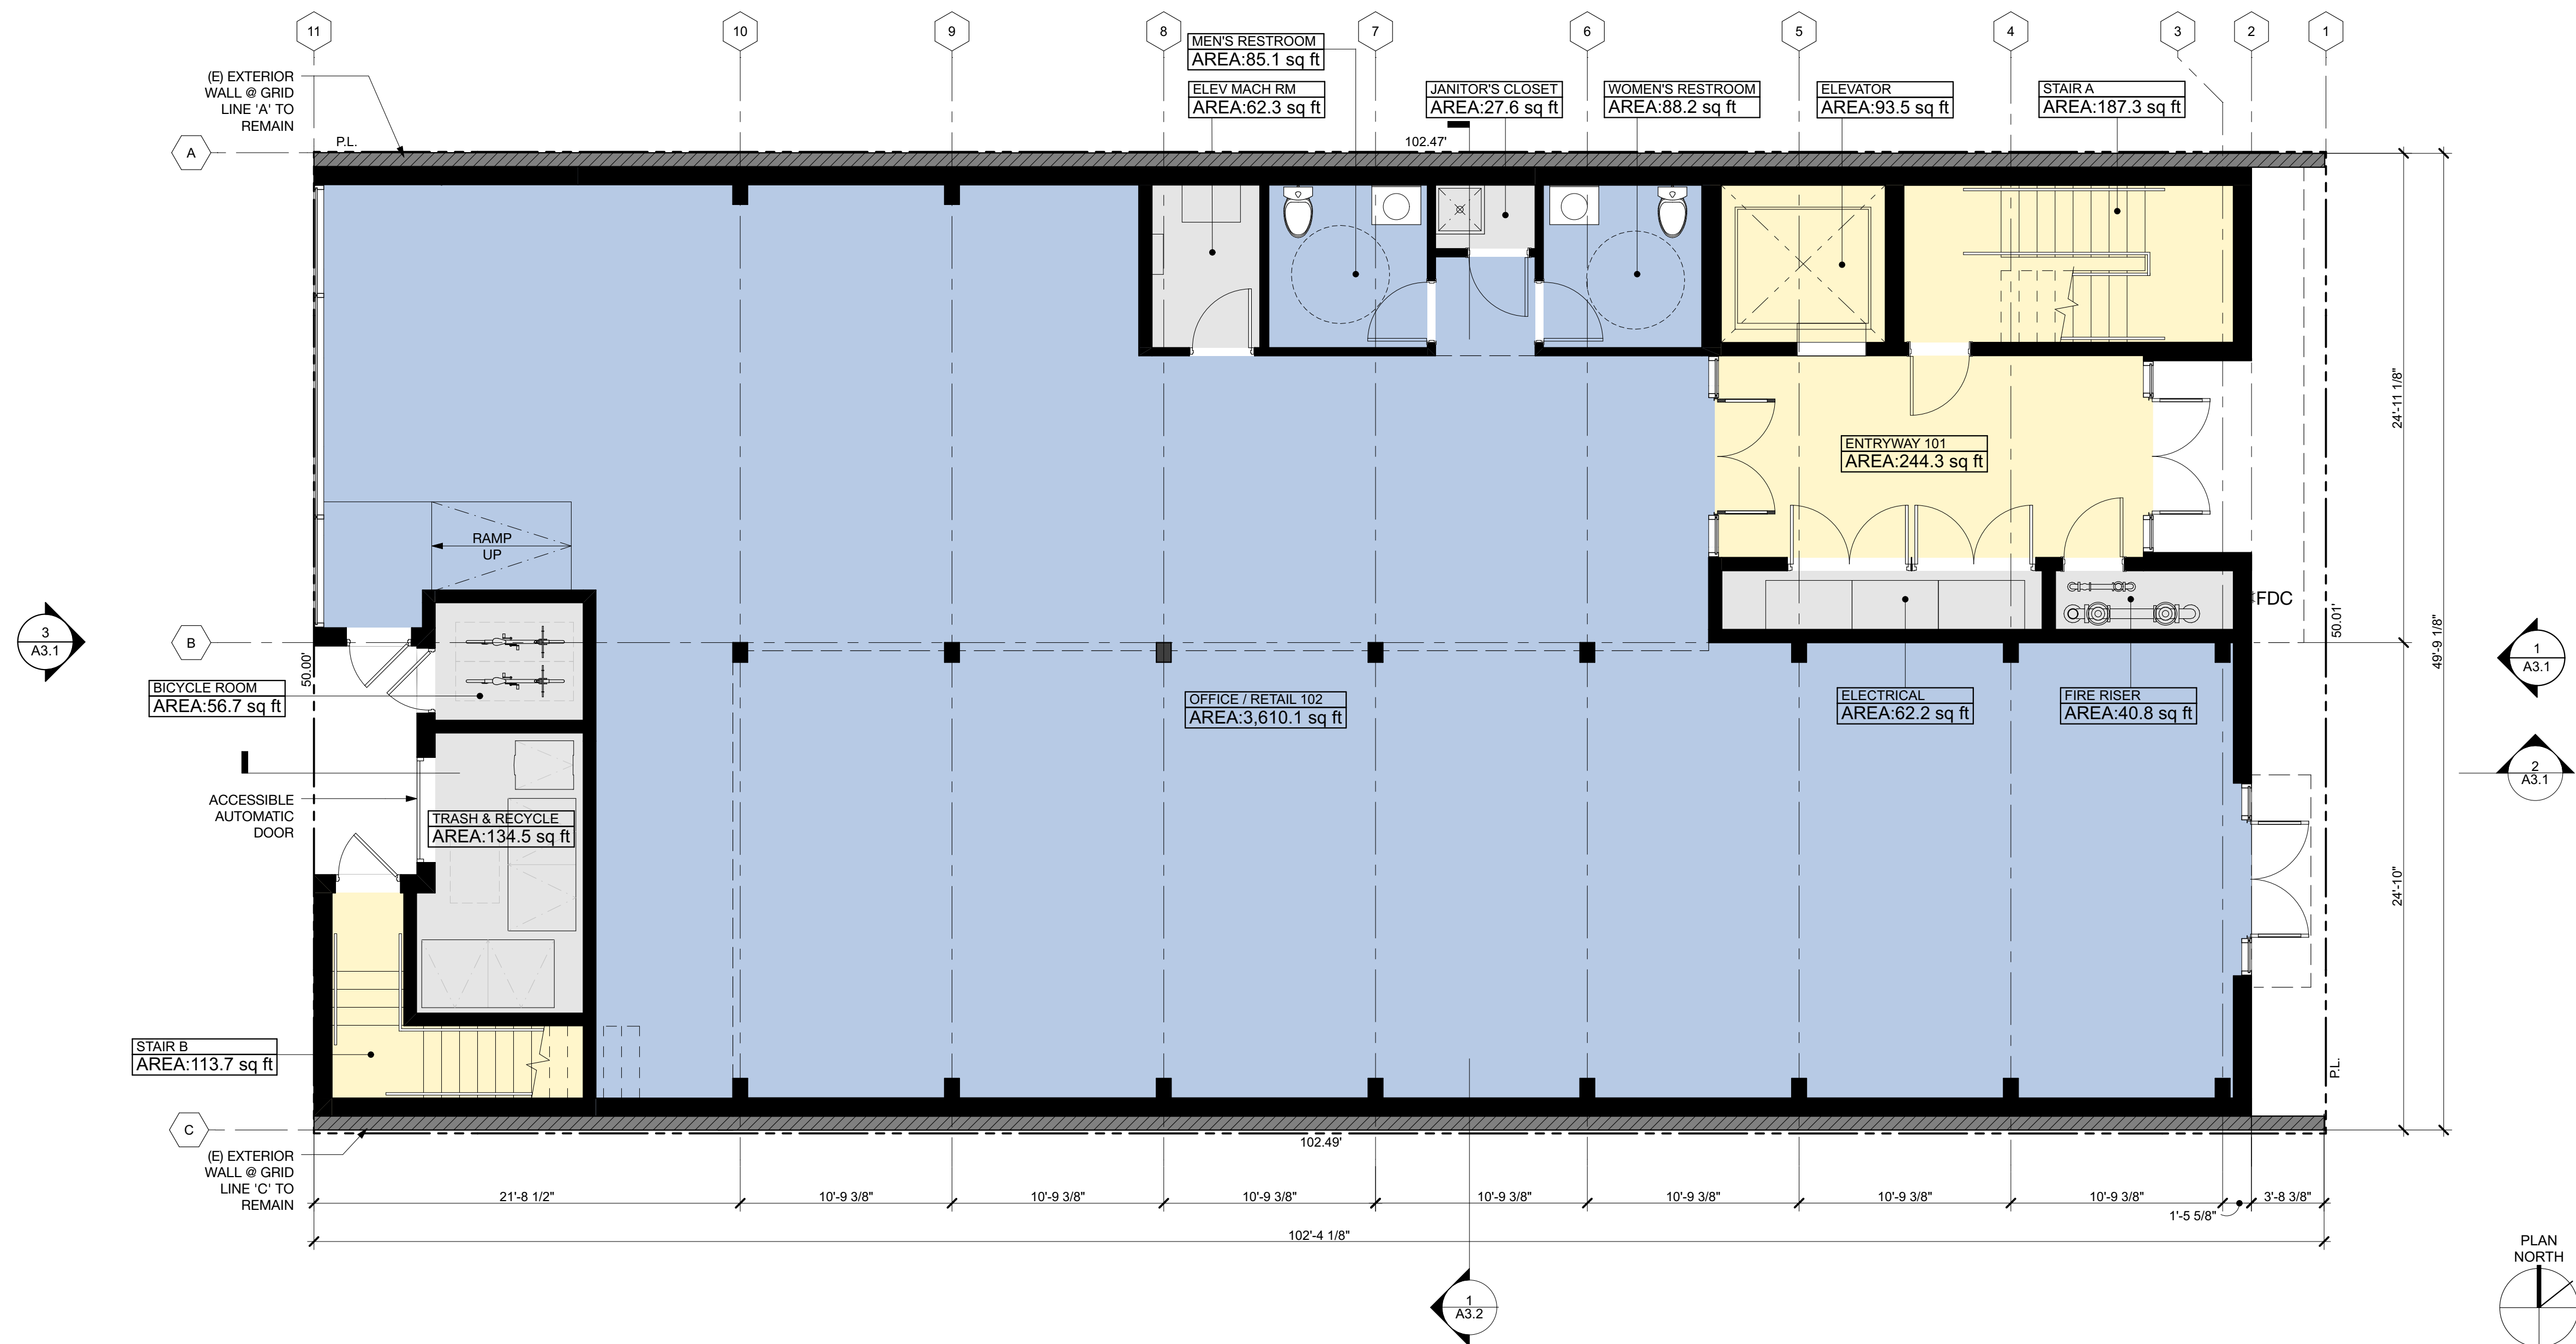 11
10
9
8
7
6
5
4
3
2
1
MEN'S RESTROOM
AREA:85.1 sq ft
ELEV MACH RM
AREA:62.3 sq ft
JANITOR'S CLOSET
AREA:27.6 sq ft
WOMEN'S RESTROOM
AREA:88.2 sq ft
ELEVATOR
AREA:93.5 sq ft
STAIR A
AREA:187.3 sq ft
(E) EXTERIOR
WALL @ GRID
LINE 'A' TO
REMAIN
P.L.
102.47'
A
24'-11 1/8"
ENTRYWAY 101
AREA:244.3 sq ft
RAMP
UP
FDC
50.01'
3
A3.1
B
50.00'
49'-9 1/8"
1
A3.1
BICYCLE ROOM
AREA:56.7 sq ft
OFFICE / RETAIL 102
AREA:3,610.1 sq ft
ELECTRICAL
AREA:62.2 sq ft
FIRE RISER
AREA:40.8 sq ft
2
A3.1
ACCESSIBLE
AUTOMATIC
DOOR
TRASH & RECYCLE
AREA:134.5 sq ft
24'-10"
STAIR B
AREA:113.7 sq ft
P.L.
C
102.49'
(E) EXTERIOR
WALL @ GRID
LINE 'C' TO
REMAIN
21'-8 1/2"
10'-9 3/8"
10'-9 3/8"
10'-9 3/8"
10'-9 3/8"
10'-9 3/8"
10'-9 3/8"
10'-9 3/8"
3'-8 3/8"
1'-5 5/8"
102'-4 1/8"
PLAN
NORTH
1
A3.2